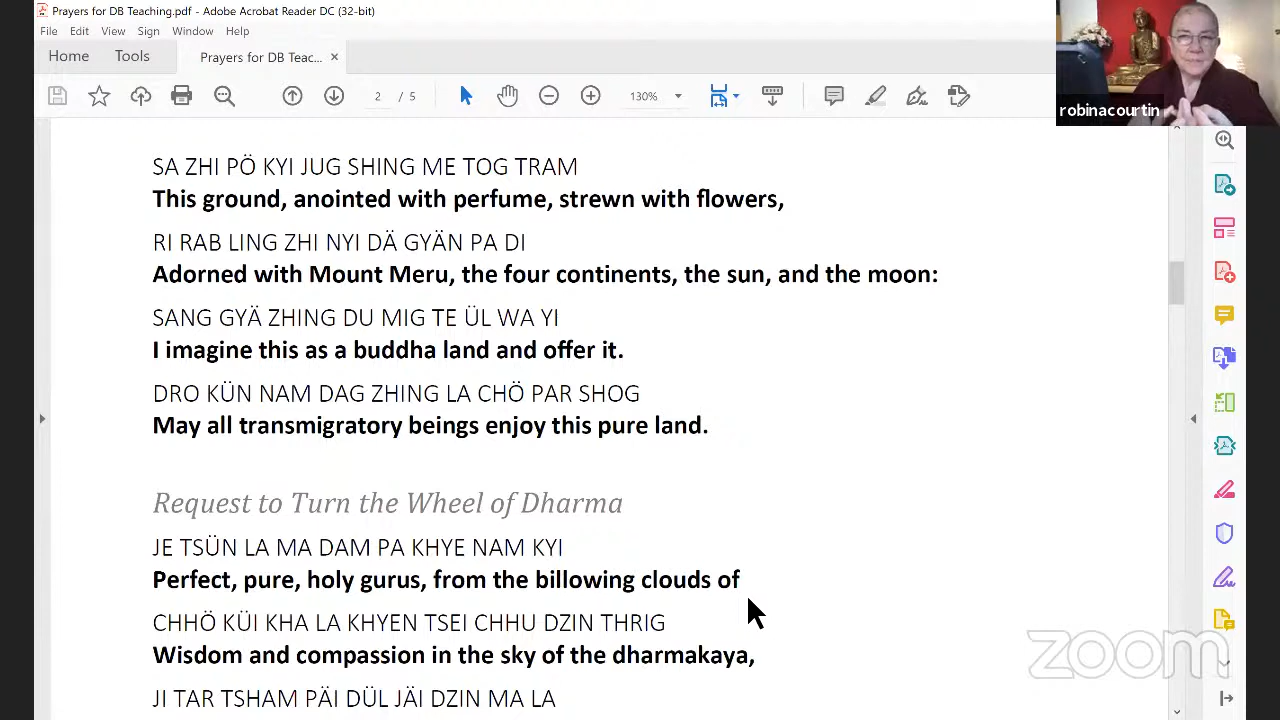 Prayers for DB Teaching.pdf - Adobe Acrobat Reader DC (32-bit)
File Edit View Sign Window Help
Home Tools Prayers for DB Teac... ×
2 / 5 130%
robinacourtin
SA ZHI PÖ KYI JUG SHING ME TOG TRAM
This ground, anointed with perfume, strewn with flowers,
RI RAB LING ZHI NYI DÄ GYÄN PA DI
Adorned with Mount Meru, the four continents, the sun, and the moon:
SANG GYÄ ZHING DU MIG TE ÜL WA YI
I imagine this as a buddha land and offer it.
DRO KÜN NAM DAG ZHING LA CHÖ PAR SHOG
May all transmigratory beings enjoy this pure land.
Request to Turn the Wheel of Dharma
JE TSÜN LA MA DAM PA KHYE NAM KYI
Perfect, pure, holy gurus, from the billowing clouds of
CHHÖ KÜI KHA LA KHYEN TSEI CHHU DZIN THRIG
Wisdom and compassion in the sky of the dharmakaya,
JI TAR TSHAM PÄI DÜL JÄI DZIN MA LA
zoom